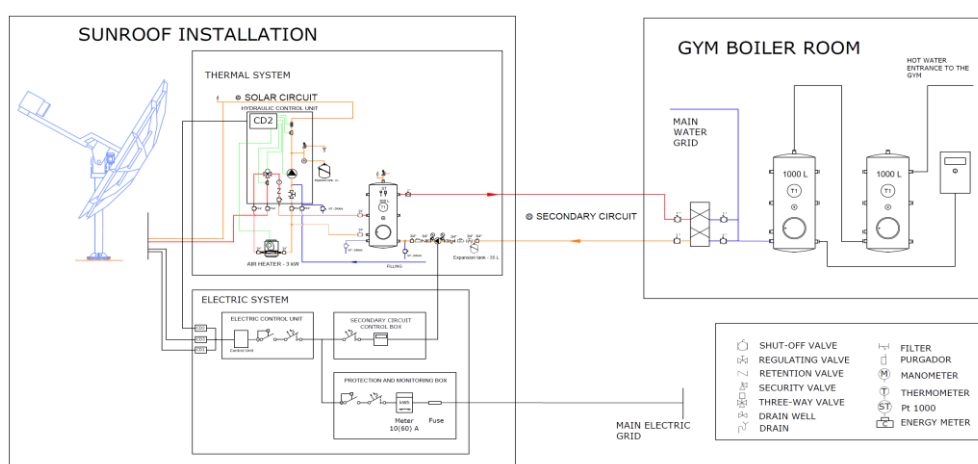 SUNROOF INSTALLATION
THERMAL SYSTEM
SOLAR CIRCUIT
HYDRAULIC CONTROL UNIT
CD2
ST
T1
AIR HEATER - 3 kW
FILLING
Expansion tank - 15 L
SECONDARY CIRCUIT
ELECTRIC SYSTEM
ELECTRIC CONTROL UNIT
Control Unit
SECONDARY CIRCUIT
CONTROL BOX
PROTECTION AND MONITORING BOX
kWh
Meter
10(60) A
Fuse
MAIN ELECTRIC
GRID
GYM BOILER ROOM
HOT WATER
ENTRANCE TO THE
GYM
MAIN
WATER
GRID
1000 L
T1
1000 L
T1
SHUT-OFF VALVE
REGULATING VALVE
RETENTION VALVE
SECURITY VALVE
THREE-WAY VALVE
DRAIN WELL
DRAIN
FILTER
PURGADOR
M MANOMETER
T THERMOMETER
ST Pt 1000
C ENERGY METER